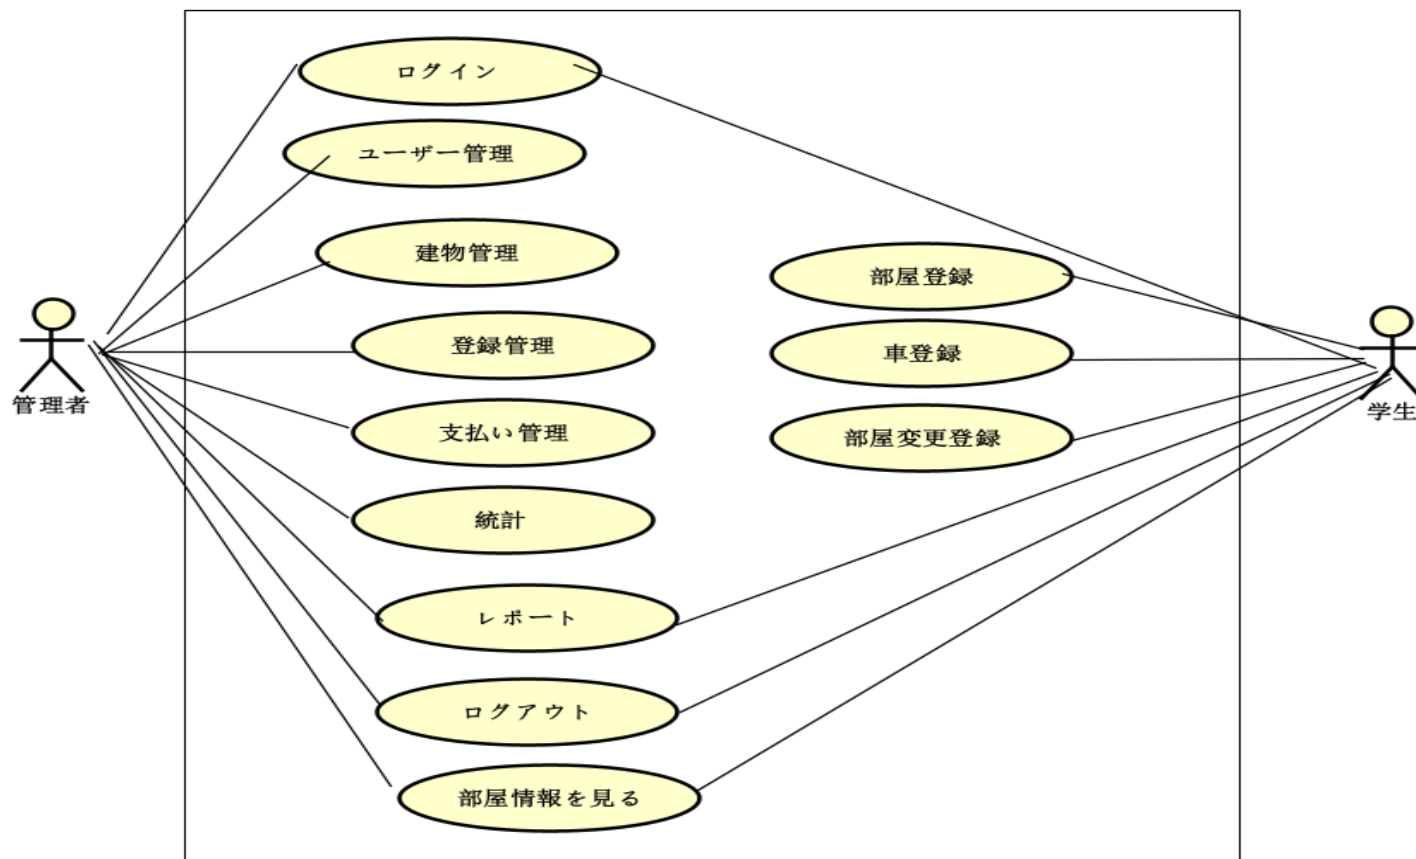 ログイン
ユーザー管理
建物管理
登録管理
支払い管理
統計
レポート
ログアウト
部屋情報を見る
部屋登録
車登録
部屋変更登録
管理者
学生